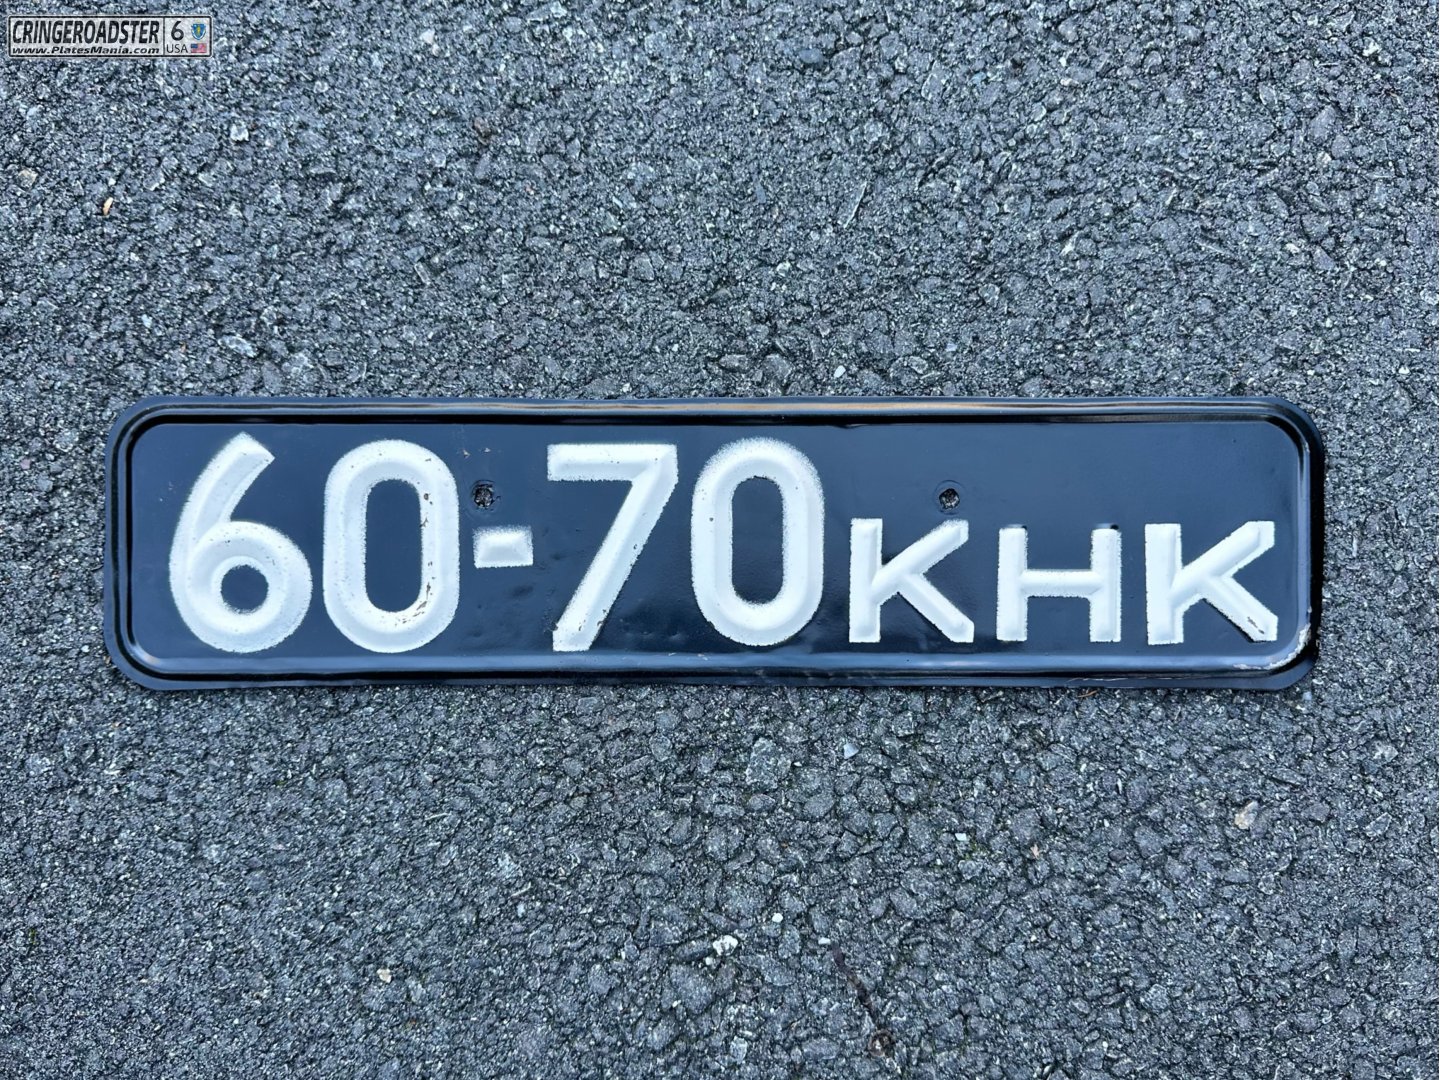 CRINGEROADSTER 6
www.PlatesMania.com USA
60-70 КНК